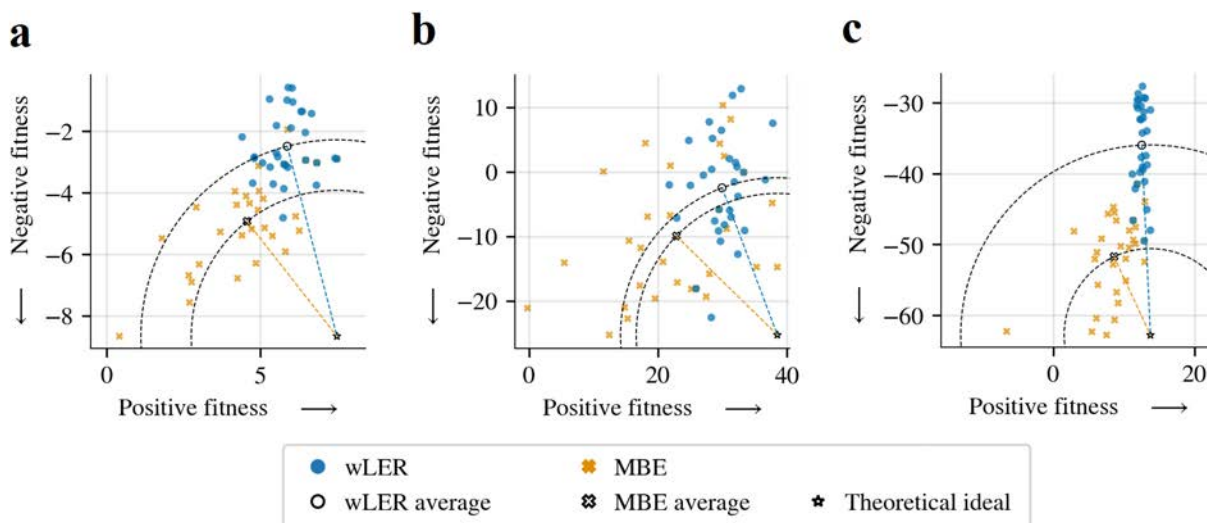 a
b
c
Negative fitness
−2
−4
−6
−8
0
5
Positive fitness
Negative fitness
10
0
−10
−20
0
20
40
Positive fitness
Negative fitness
−30
−40
−50
−60
0
20
Positive fitness
wLER
MBE
wLER average
MBE average
Theoretical ideal